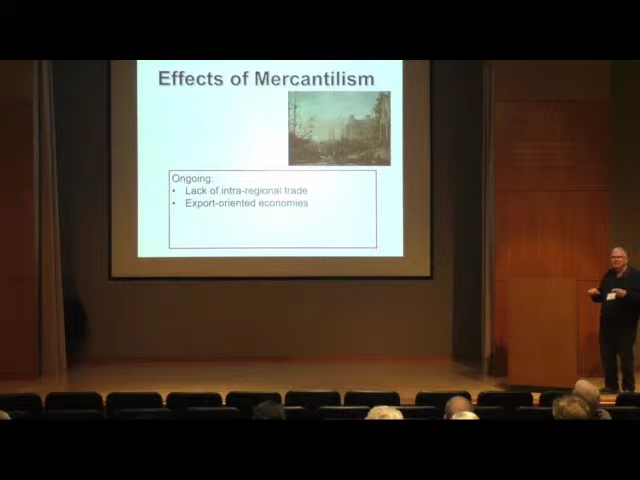 Effects of Mercantilism
Ongoing:
• Lack of intra-regional trade
• Export-oriented economies